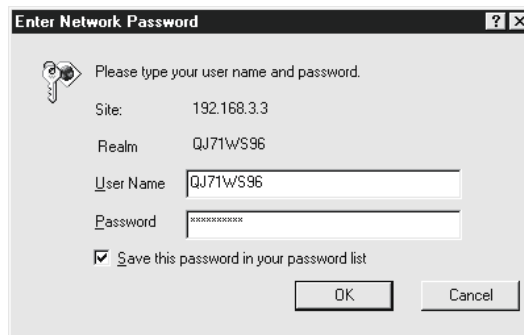 Enter Network Password
Please type your user name and password.
Site: 192.168.3.3
Realm QJ71WS96
User Name QJ71WS96
Password **********
Save this password in your password list
OK Cancel